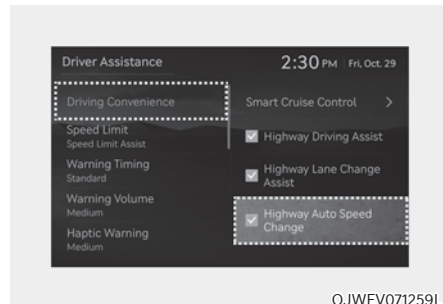 Driver Assistance
2:30 PM Fri, Oct. 29
Driving Convenience
Speed Limit
Speed Limit Assist
Warning Timing
Standard
Warning Volume
Medium
Haptic Warning
Medium
Smart Cruise Control >
Highway Driving Assist
Highway Lane Change
Assist
Highway Auto Speed
Change
OJWEV071259L